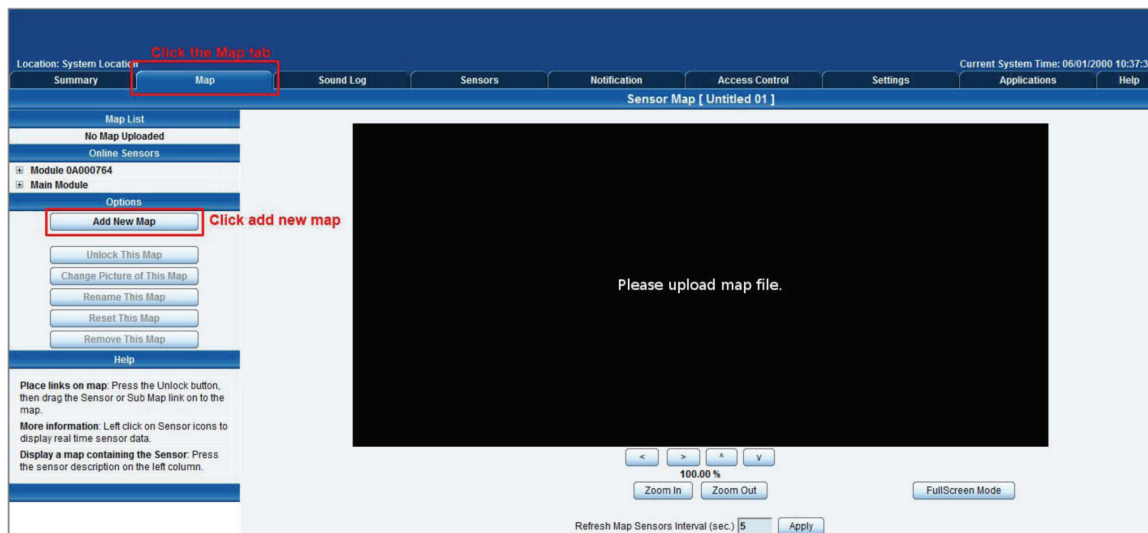 Click the Map tab
Location: System Location
Current System Time: 06/01/2000 10:37:3
Summary
Map
Sound Log
Sensors
Notification
Access Control
Settings
Applications
Help
Sensor Map [ Untitled 01 ]
Map List
No Map Uploaded
Online Sensors
Module 0A000764
Main Module
Options
Add New Map
Click add new map
Unlock This Map
Change Picture of This Map
Rename This Map
Reset This Map
Remove This Map
Help
Place links on map: Press the Unlock button,
then drag the Sensor or Sub Map link on to the
map.
More information: Left click on Sensor icons to
display real time sensor data.
Display a map containing the Sensor: Press
the sensor description on the left column.
Please upload map file.
< > ^ v
100.00 %
Zoom In
Zoom Out
FullScreen Mode
Refresh Map Sensors Interval (sec.) 5 Apply